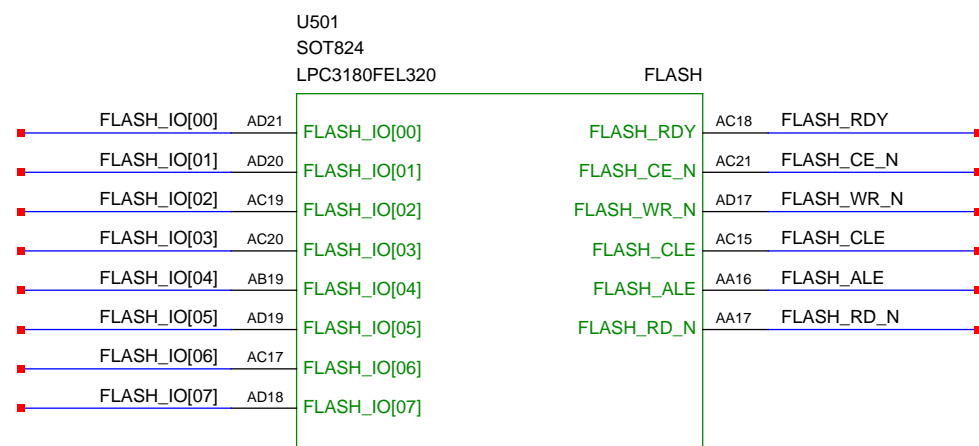 U501
SOT824
LPC3180FEL320 FLASH
FLASH_IO[00] AD21 FLASH_IO[00] FLASH_RDY AC18 FLASH_RDY
FLASH_IO[01] AD20 FLASH_IO[01] FLASH_CE_N AC21 FLASH_CE_N
FLASH_IO[02] AC19 FLASH_IO[02] FLASH_WR_N AD17 FLASH_WR_N
FLASH_IO[03] AC20 FLASH_IO[03] FLASH_CLE AC15 FLASH_CLE
FLASH_IO[04] AB19 FLASH_IO[04] FLASH_ALE AA16 FLASH_ALE
FLASH_IO[05] AD19 FLASH_IO[05] FLASH_RD_N AA17 FLASH_RD_N
FLASH_IO[06] AC17 FLASH_IO[06]
FLASH_IO[07] AD18 FLASH_IO[07]